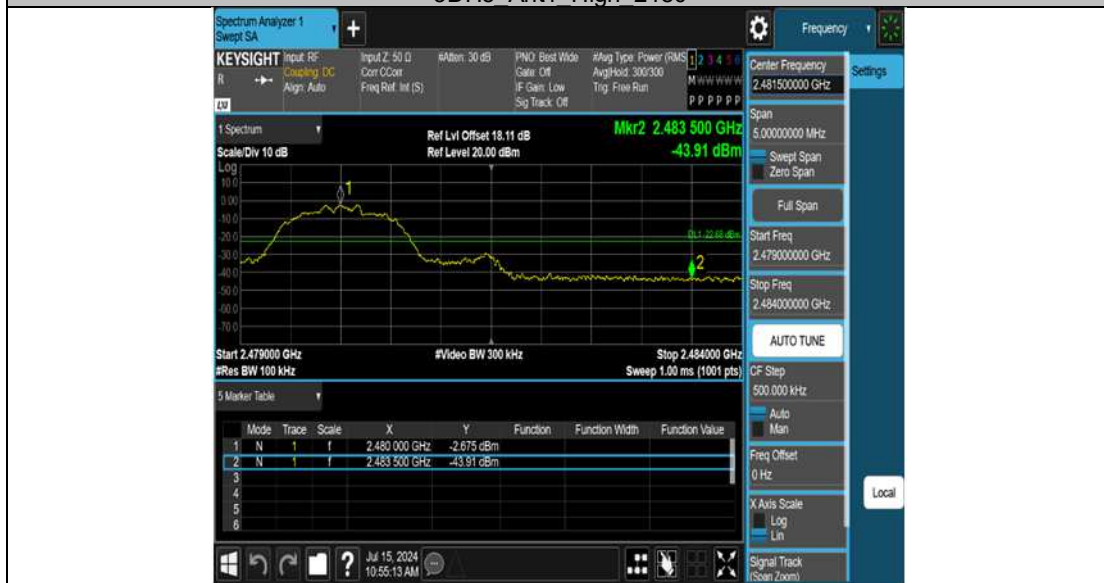 Spectrum Analyzer 1
Swept SA
+
Frequency
KEYSIGHT
R
LXI
Input: RF
Coupling: DC
Align: Auto
Input Z: 50 Ω
Corr CCorr
Freq Ref: Int (S)
#Atten: 30 dB
PNO: Best Wide
Gate: Off
IF Gain: Low
Sig Track: Off
#Avg Type: Power (RMS
Avg|Hold: 300/300
Trig: Free Run
1 2 3 4 5 6
M W W W W W
P P P P P P
Center Frequency
2.481500000 GHz
Settings
1 Spectrum
Scale/Div 10 dB
Ref Lvl Offset 18.11 dB
Ref Level 20.00 dBm
Mkr2 2.483 500 GHz
-43.91 dBm
Span
5.00000000 MHz
Swept Span
Zero Span
Full Span
Start Freq
2.479000000 GHz
Stop Freq
2.484000000 GHz
AUTO TUNE
CF Step
500.000 kHz
Auto
Man
Freq Offset
0 Hz
X Axis Scale
Log
Lin
Signal Track
(Span Zoom)
Local
Log
10.0
0.00
-10.0
-20.0
-30.0
-40.0
-50.0
-60.0
-70.0
1
DL1 -22.68 dBm
2
Start 2.479000 GHz
#Res BW 100 kHz
#Video BW 300 kHz
Stop 2.484000 GHz
Sweep 1.00 ms (1001 pts)
5 Marker Table
Mode Trace Scale X Y Function Function Width Function Value
1 N 1 f 2.480 000 GHz -2.675 dBm
2 N 1 f 2.483 500 GHz -43.91 dBm
3
4
5
6
?
Jul 15, 2024
10:55:13 AM